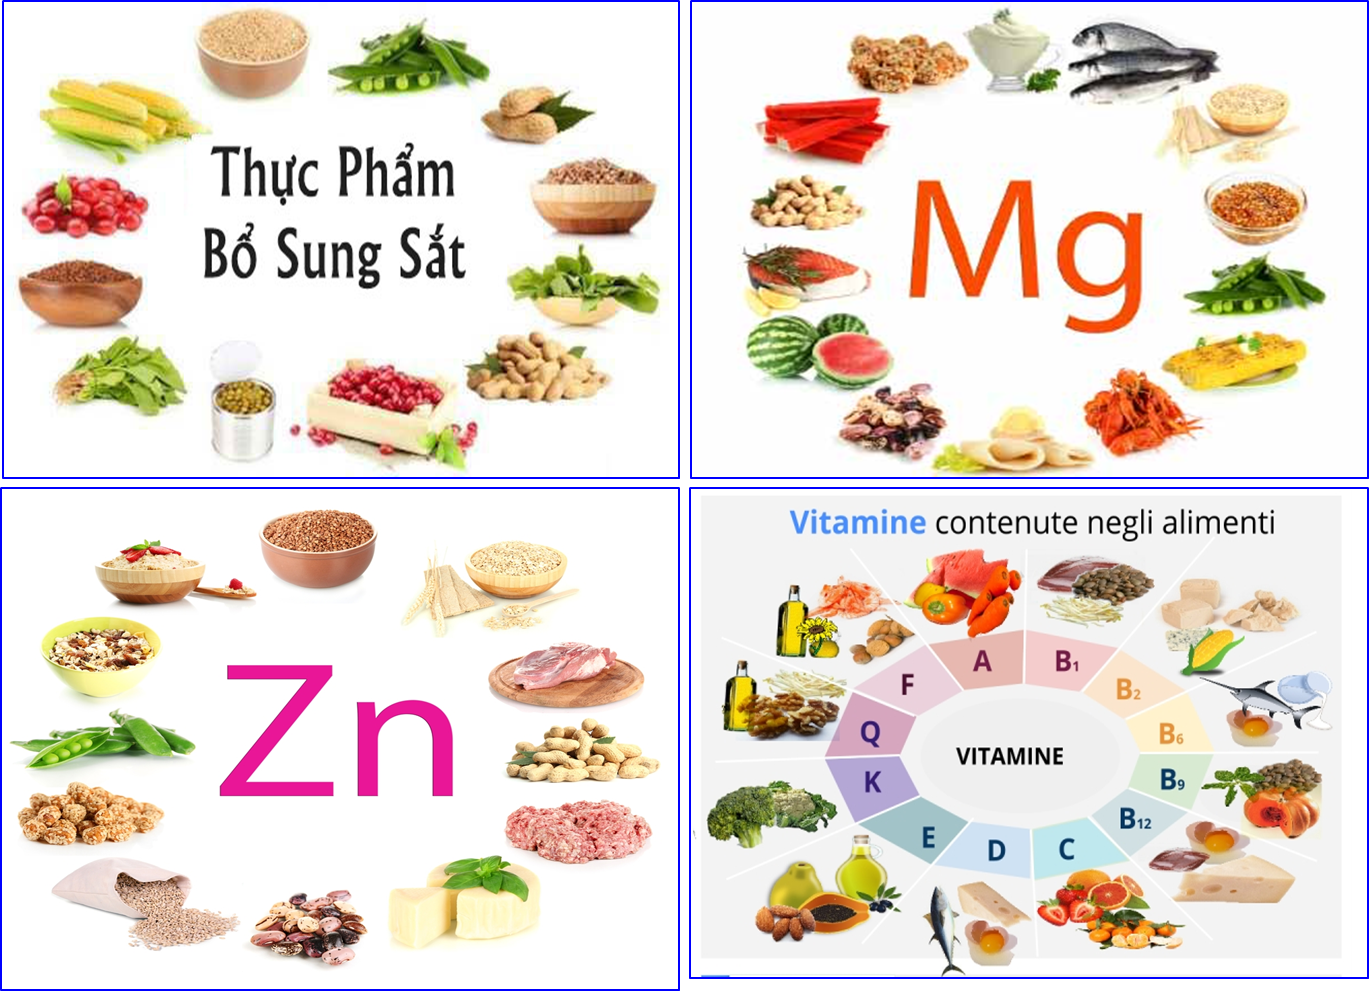 Thực Phẩm
Bổ Sung Sắt
Mg
Zn
Vitamine contenute negli alimenti
A
B1
B2
B6
B9
B12
C
D
E
K
Q
F
VITAMINE